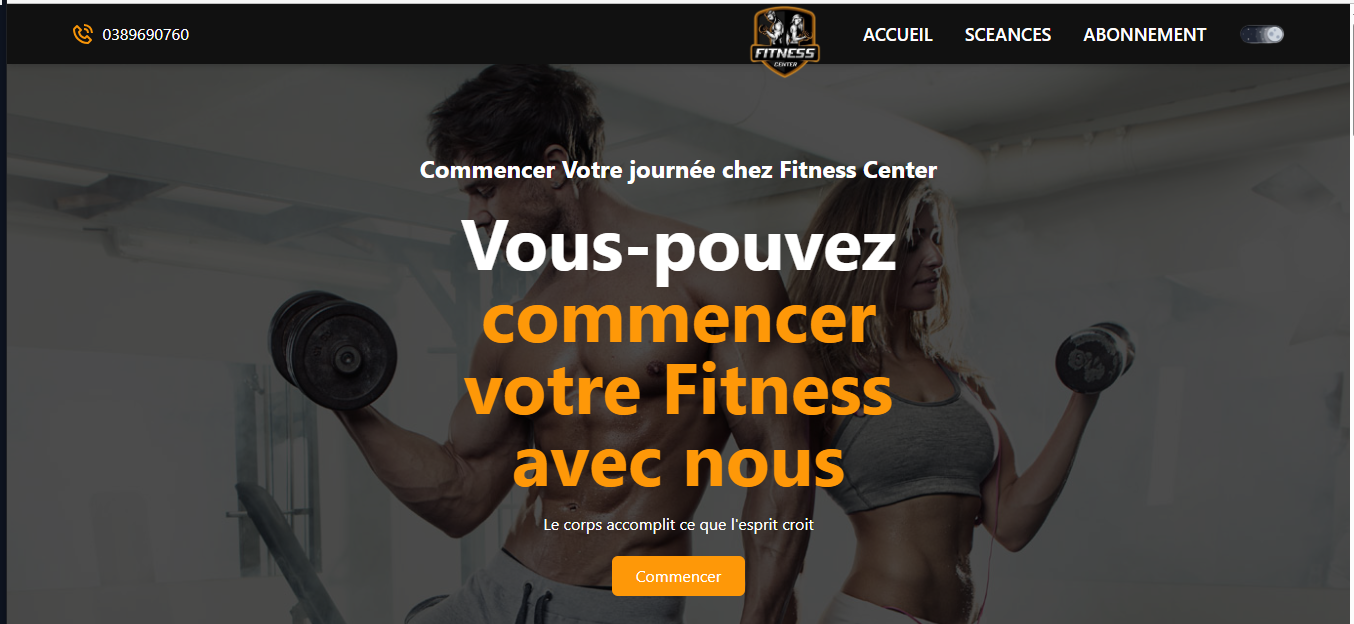 0389690760
FITNESS
CENTER
ACCUEIL SCEANCES ABONNEMENT
Commencer Votre journée chez Fitness Center
Vous-pouvez
commencer
votre Fitness
avec nous
Le corps accomplit ce que l'esprit croit
Commencer